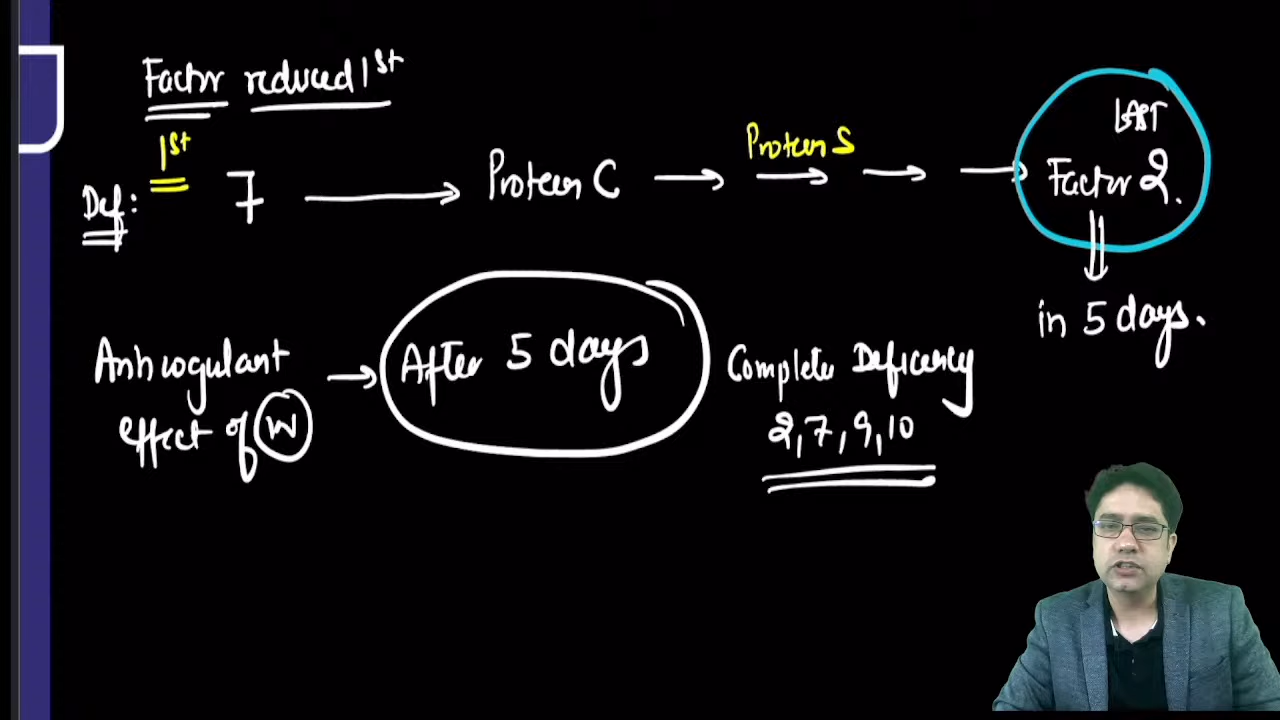 Factor reduced 1st
1st
Def: 7 → Protein C → Protein S → → → LAST Factor 2.
in 5 days.
Anticogulant effect of W → After 5 days
Complete Deficiency
2, 7, 9, 10